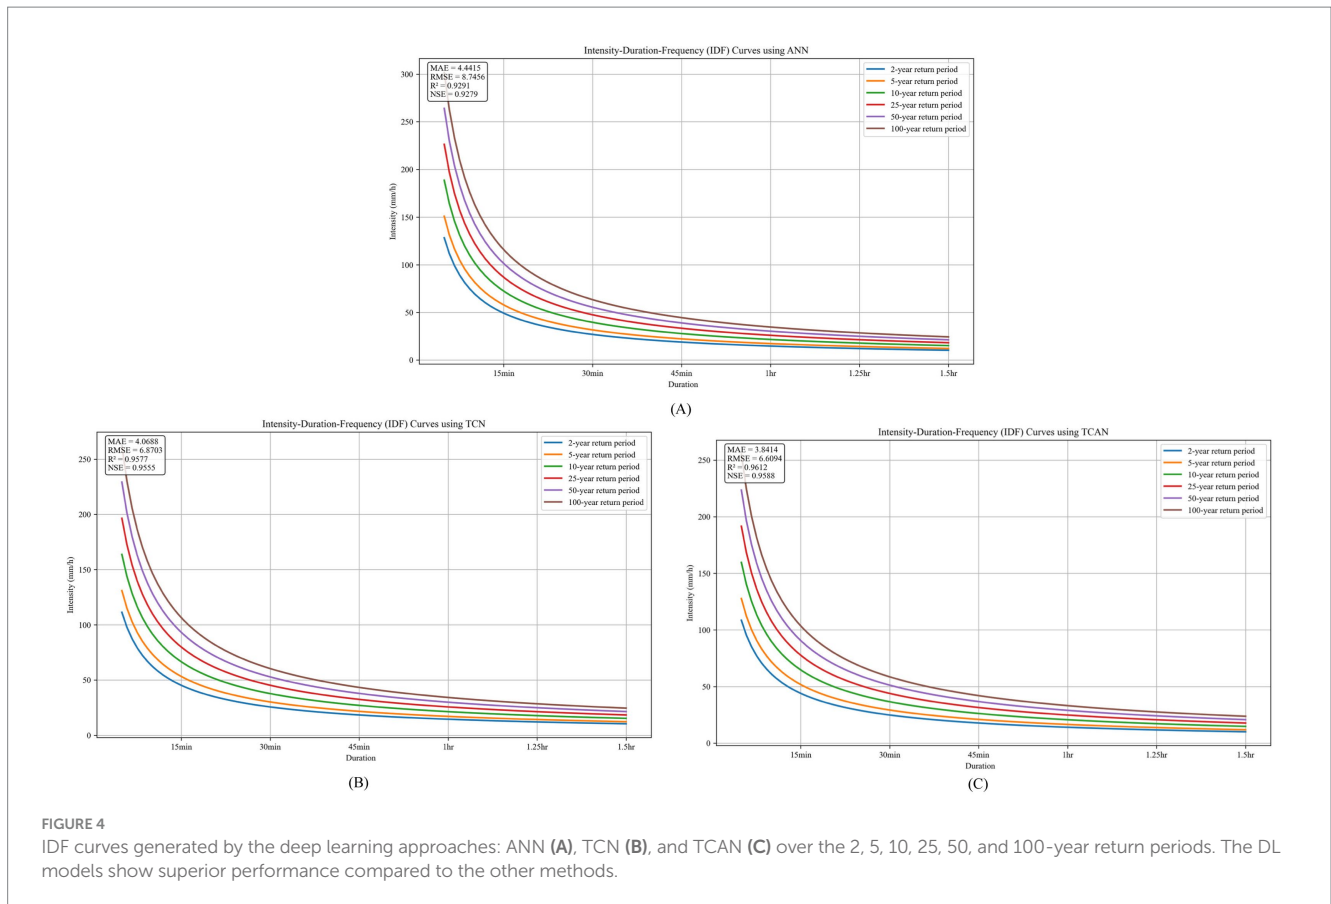 Intensity-Duration-Frequency (IDF) Curves using ANN
MAE = 4.4415
RMSE = 8.7456
R² = 0.9291
NSE = 0.9279
2-year return period
5-year return period
10-year return period
25-year return period
50-year return period
100-year return period
300
250
200
150
100
50
0
Intensity (mm/h)
15min 30min 45min 1hr 1.25hr 1.5hr
Duration
(A)
Intensity-Duration-Frequency (IDF) Curves using TCN
MAE = 4.0688
RMSE = 6.8703
R² = 0.9577
NSE = 0.9555
2-year return period
5-year return period
10-year return period
25-year return period
50-year return period
100-year return period
250
200
150
100
50
0
Intensity (mm/h)
15min 30min 45min 1hr 1.25hr 1.5hr
Duration
(B)
Intensity-Duration-Frequency (IDF) Curves using TCAN
MAE = 3.8414
RMSE = 6.6094
R² = 0.9612
NSE = 0.9588
2-year return period
5-year return period
10-year return period
25-year return period
50-year return period
100-year return period
250
200
150
100
50
0
Intensity (mm/h)
15min 30min 45min 1hr 1.25hr 1.5hr
Duration
(C)
FIGURE 4
IDF curves generated by the deep learning approaches: ANN (A), TCN (B), and TCAN (C) over the 2, 5, 10, 25, 50, and 100-year return periods. The DL
models show superior performance compared to the other methods.